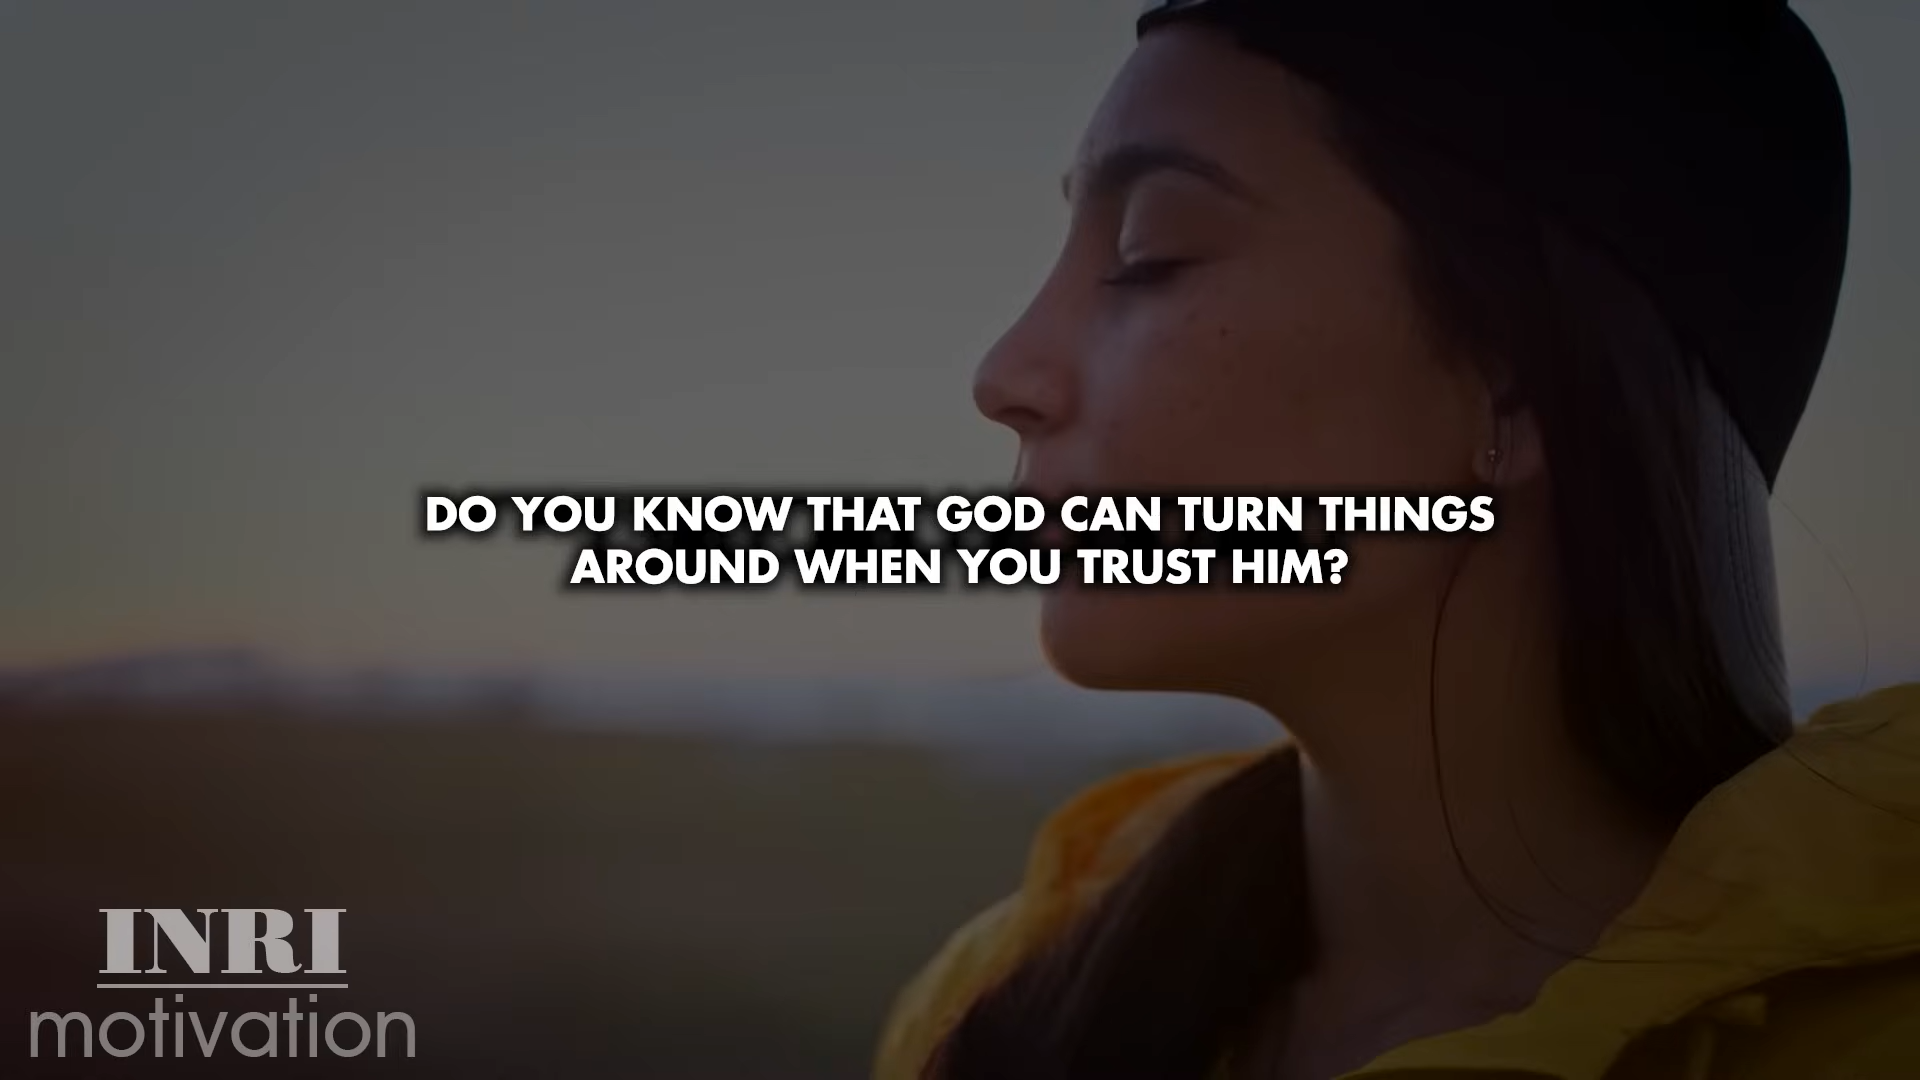 DO YOU KNOW THAT GOD CAN TURN THINGS
AROUND WHEN YOU TRUST HIM?
INRI
motivation